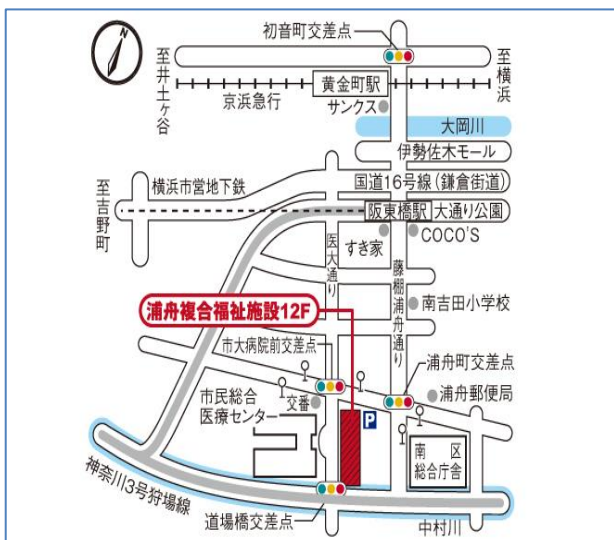 初音町交差点
至井土ヶ谷
至横浜
黄金町駅
京浜急行
サンクス
大岡川
伊勢佐木モール
横浜市営地下鉄
国道16号線(鎌倉街道)
至吉野町
阪東橋駅
大通り公園
医大通り
すき家
COCO'S
藤棚浦舟通り
浦舟複合福祉施設12F
南吉田小学校
市大病院前交差点
浦舟町交差点
市民総合
医療センター
交番
浦舟郵便局
P
南区
総合庁舎
神奈川3号狩場線
道場橋交差点
中村川